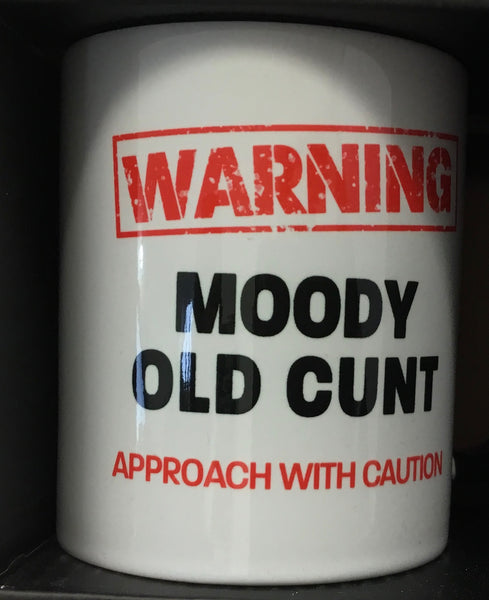 WARNING
MOODY
OLD CUNT
APPROACH WITH CAUTION